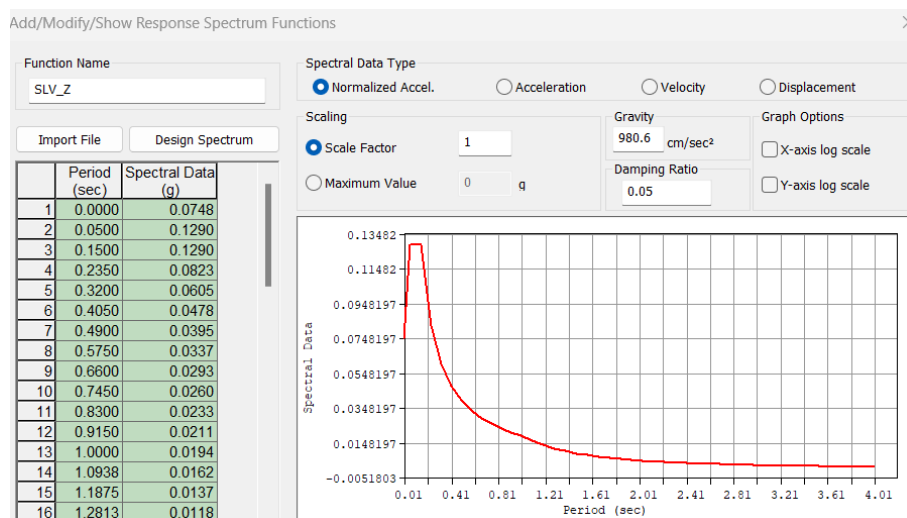 Add/Modify/Show Response Spectrum Functions
Function Name
SLV_Z
Import File
Design Spectrum
Period (sec) Spectral Data (g)
1 0.0000 0.0748
2 0.0500 0.1290
3 0.1500 0.1290
4 0.2350 0.0823
5 0.3200 0.0605
6 0.4050 0.0478
7 0.4900 0.0395
8 0.5750 0.0337
9 0.6600 0.0293
10 0.7450 0.0260
11 0.8300 0.0233
12 0.9150 0.0211
13 1.0000 0.0194
14 1.0938 0.0162
15 1.1875 0.0137
16 1.2813 0.0118
Spectral Data Type
Normalized Accel.
Acceleration
Velocity
Displacement
Scaling
Scale Factor 1
Maximum Value 0 g
Gravity
980.6 cm/sec²
Damping Ratio
0.05
Graph Options
X-axis log scale
Y-axis log scale
0.13482
0.11482
0.0948197
0.0748197
0.0548197
0.0348197
0.0148197
-0.0051803
Spectral Data
0.01 0.41 0.81 1.21 1.61 2.01 2.41 2.81 3.21 3.61 4.01
Period (sec)